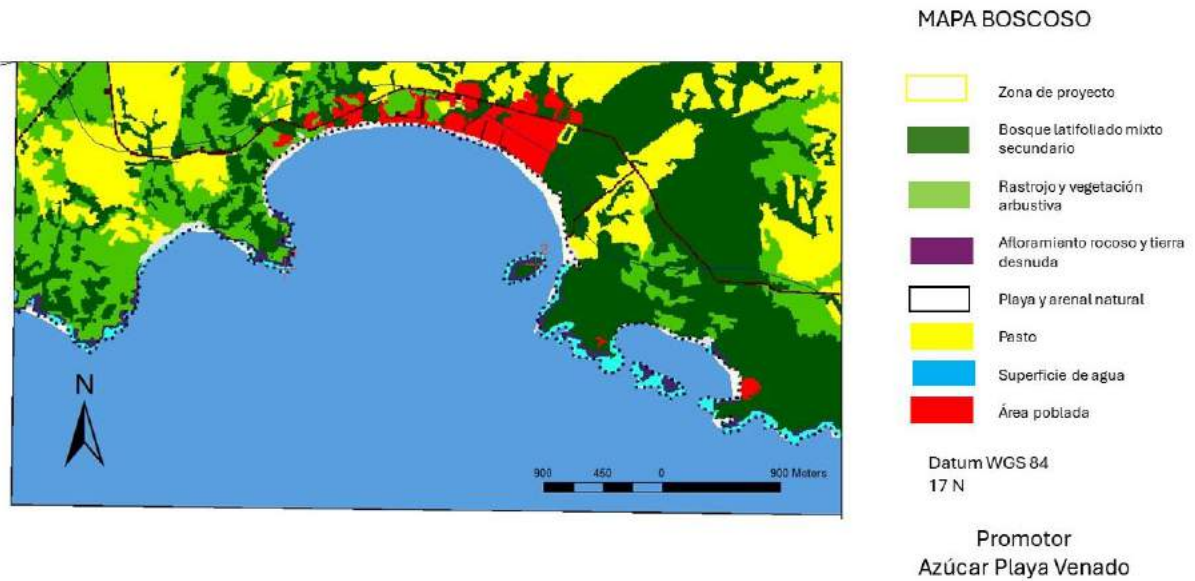 MAPA BOSCOSO
Zona de proyecto
Bosque latifoliado mixto
secundario
Rastrojo y vegetación
arbustiva
Afloramiento rocoso y tierra
desnuda
Playa y arenal natural
Pasto
Superficie de agua
Área poblada
N
900 450 0 900 Meters
Datum WGS 84
17 N
Promotor
Azúcar Playa Venado